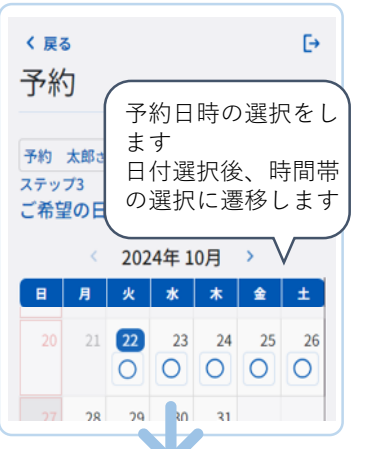 戻る
予約
予約日時の選択をし
ます
日付選択後、時間帯
の選択に遷移します
予約 太郎
ステップ3
ご希望の日
2024年 10月
日 月 火 水 木 金 土
20 21 22 23 24 25 26
27 28 29 30 31